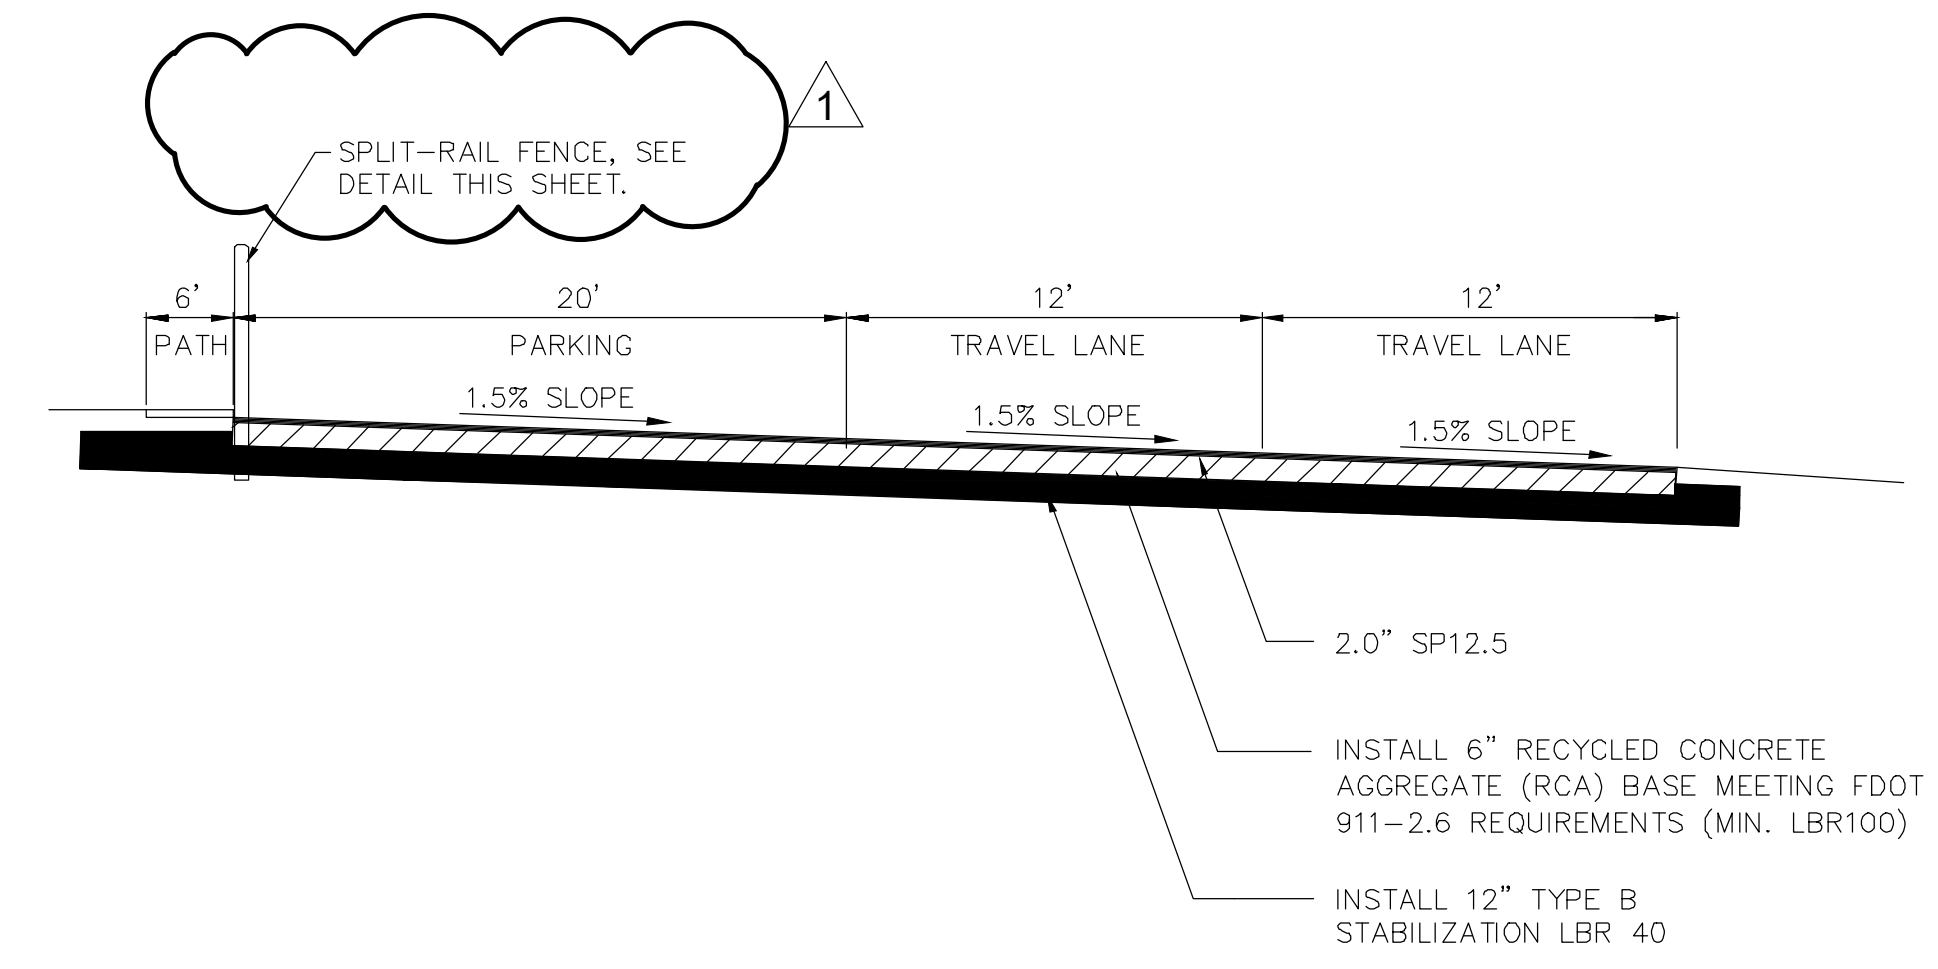 1
SPLIT-RAIL FENCE, SEE
DETAIL THIS SHEET.
6' 20' 12' 12'
PATH PARKING TRAVEL LANE TRAVEL LANE
1.5% SLOPE
1.5% SLOPE
1.5% SLOPE
2.0" SP12.5
INSTALL 6" RECYCLED CONCRETE
AGGREGATE (RCA) BASE MEETING FDOT
911-2.6 REQUIREMENTS (MIN. LBR100)
INSTALL 12" TYPE B
STABILIZATION LBR 40